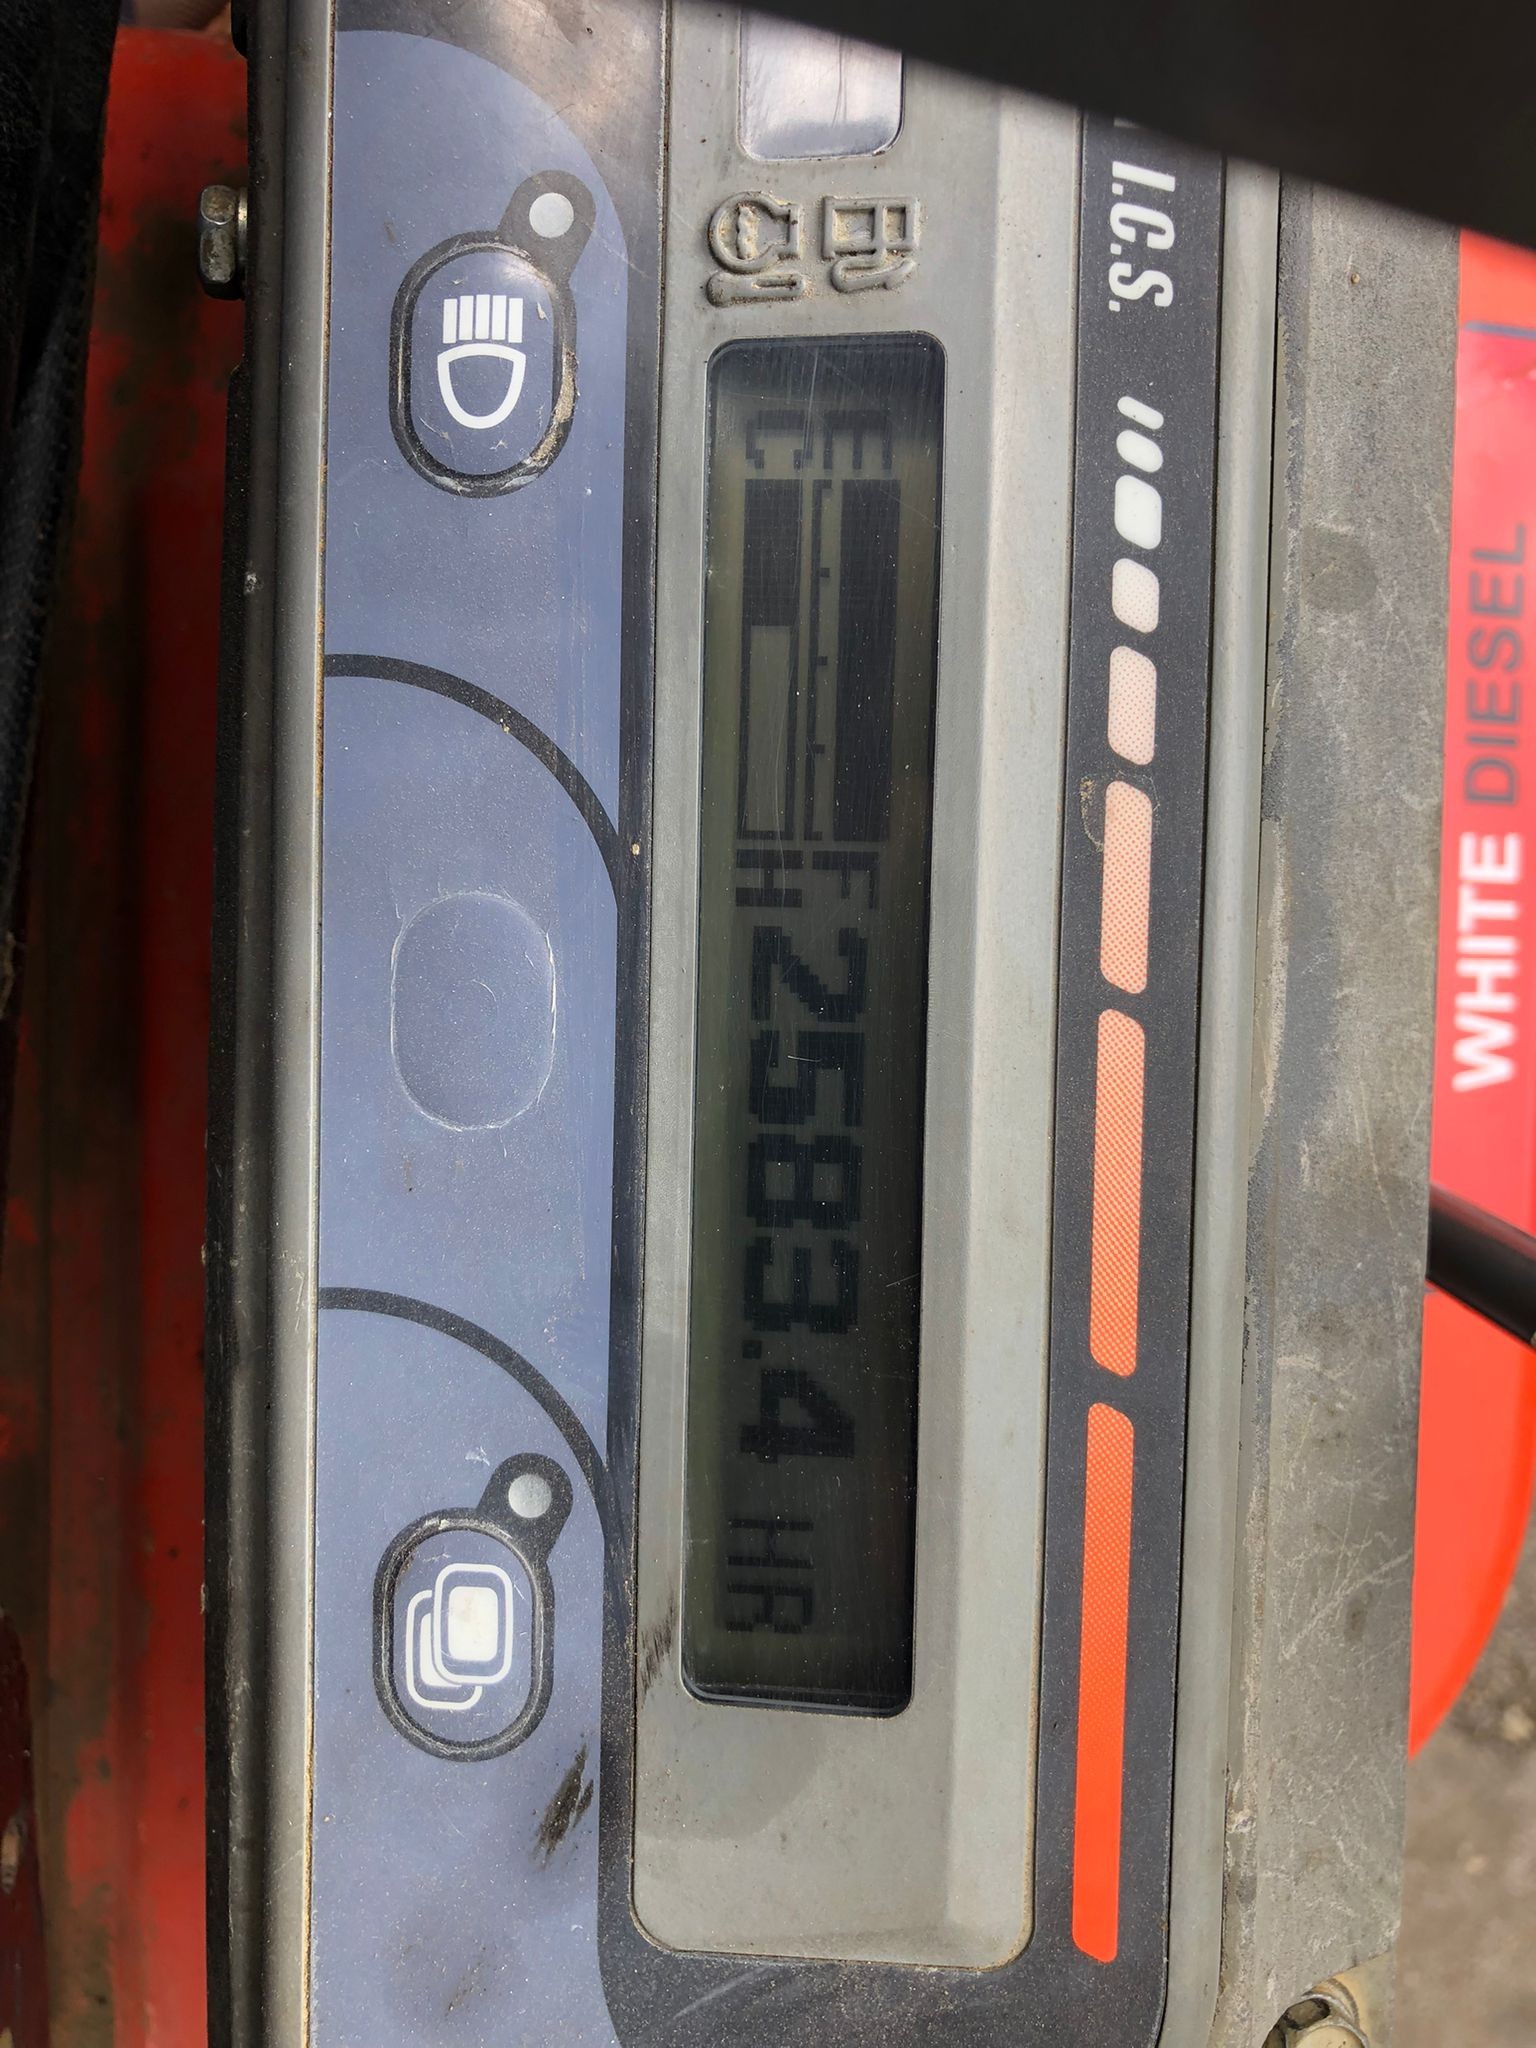 I.C.S.
E F
C H
2583.4 HR
WHITE DIESEL